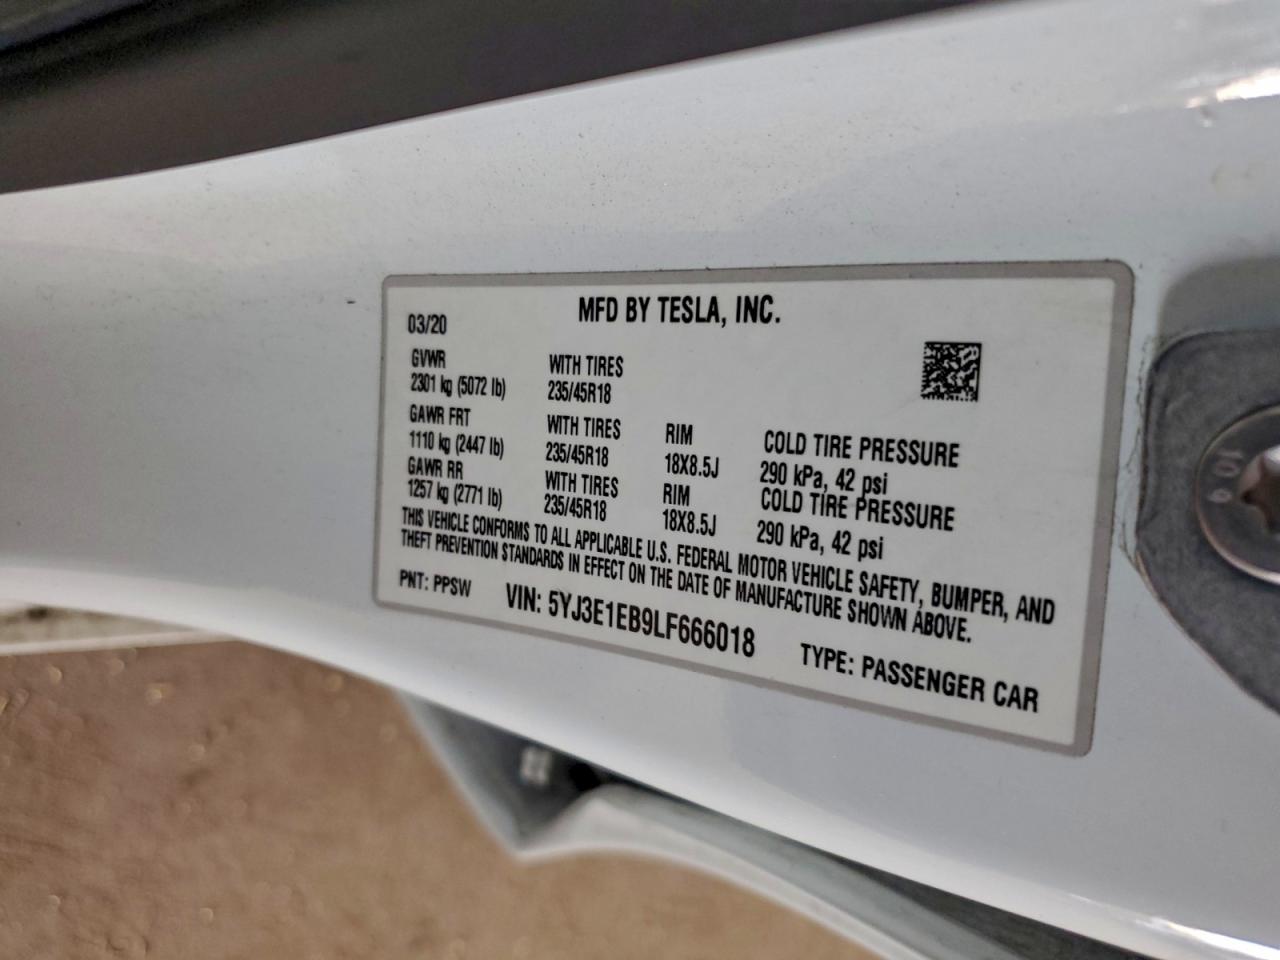 MFD BY TESLA, INC.
03/20
GVWR WITH TIRES
2301 kg (5072 lb) 235/45R18
GAWR FRT WITH TIRES RIM COLD TIRE PRESSURE
1110 kg (2447 lb) 235/45R18 18X8.5J 290 kPa, 42 psi
GAWR RR WITH TIRES RIM COLD TIRE PRESSURE
1257 kg (2771 lb) 235/45R18 18X8.5J 290 kPa, 42 psi
THIS VEHICLE CONFORMS TO ALL APPLICABLE U.S. FEDERAL MOTOR VEHICLE SAFETY, BUMPER, AND
THEFT PREVENTION STANDARDS IN EFFECT ON THE DATE OF MANUFACTURE SHOWN ABOVE.
PNT: PPSW VIN: 5YJ3E1EB9LF666018 TYPE: PASSENGER CAR
10 9